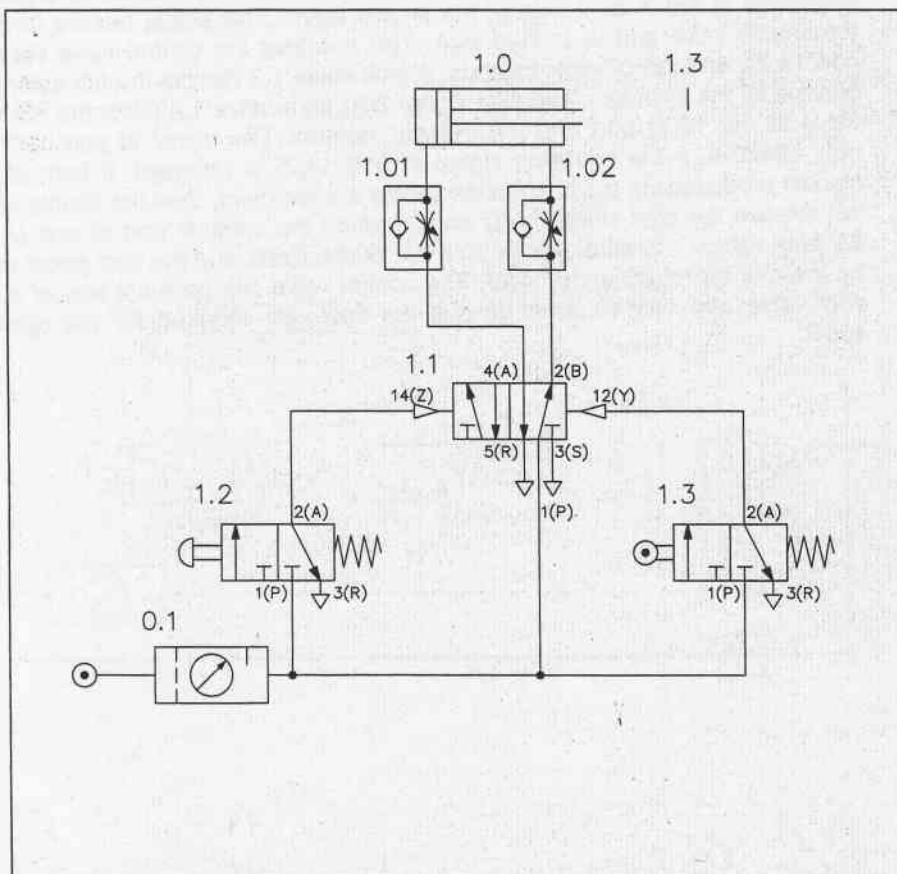 1.0
1.3
1.01
1.02
1.1
4(A)
2(B)
14(Z)
12(Y)
5(R)
3(S)
1(P)
1.2
2(A)
1(P)
3(R)
1.3
2(A)
1(P)
3(R)
0.1